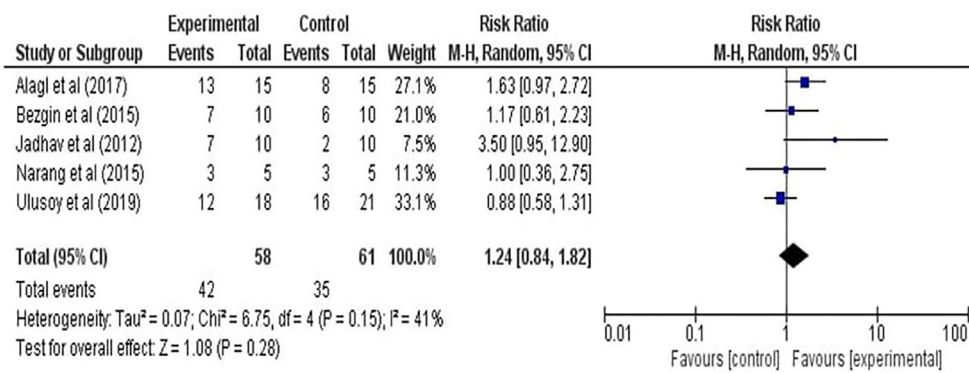 Experimental Control Risk Ratio Risk Ratio
Study or Subgroup Events Total Events Total Weight M-H, Random, 95% CI M-H, Random, 95% CI
Alagl et al (2017) 13 15 8 15 27.1% 1.63 [0.97, 2.72]
Bezgin et al (2015) 7 10 6 10 21.0% 1.17 [0.61, 2.23]
Jadhav et al (2012) 7 10 2 10 7.5% 3.50 [0.95, 12.90]
Narang et al (2015) 3 5 3 5 11.3% 1.00 [0.36, 2.75]
Ulusoy et al (2019) 12 18 16 21 33.1% 0.88 [0.58, 1.31]
Total (95% CI) 58 61 100.0% 1.24 [0.84, 1.82]
Total events 42 35
Heterogeneity: Tau² = 0.07; Chi² = 6.75, df = 4 (P = 0.15); I² = 41%
Test for overall effect: Z = 1.08 (P = 0.28)
0.01 0.1 1 10 100
Favours [control] Favours [experimental]